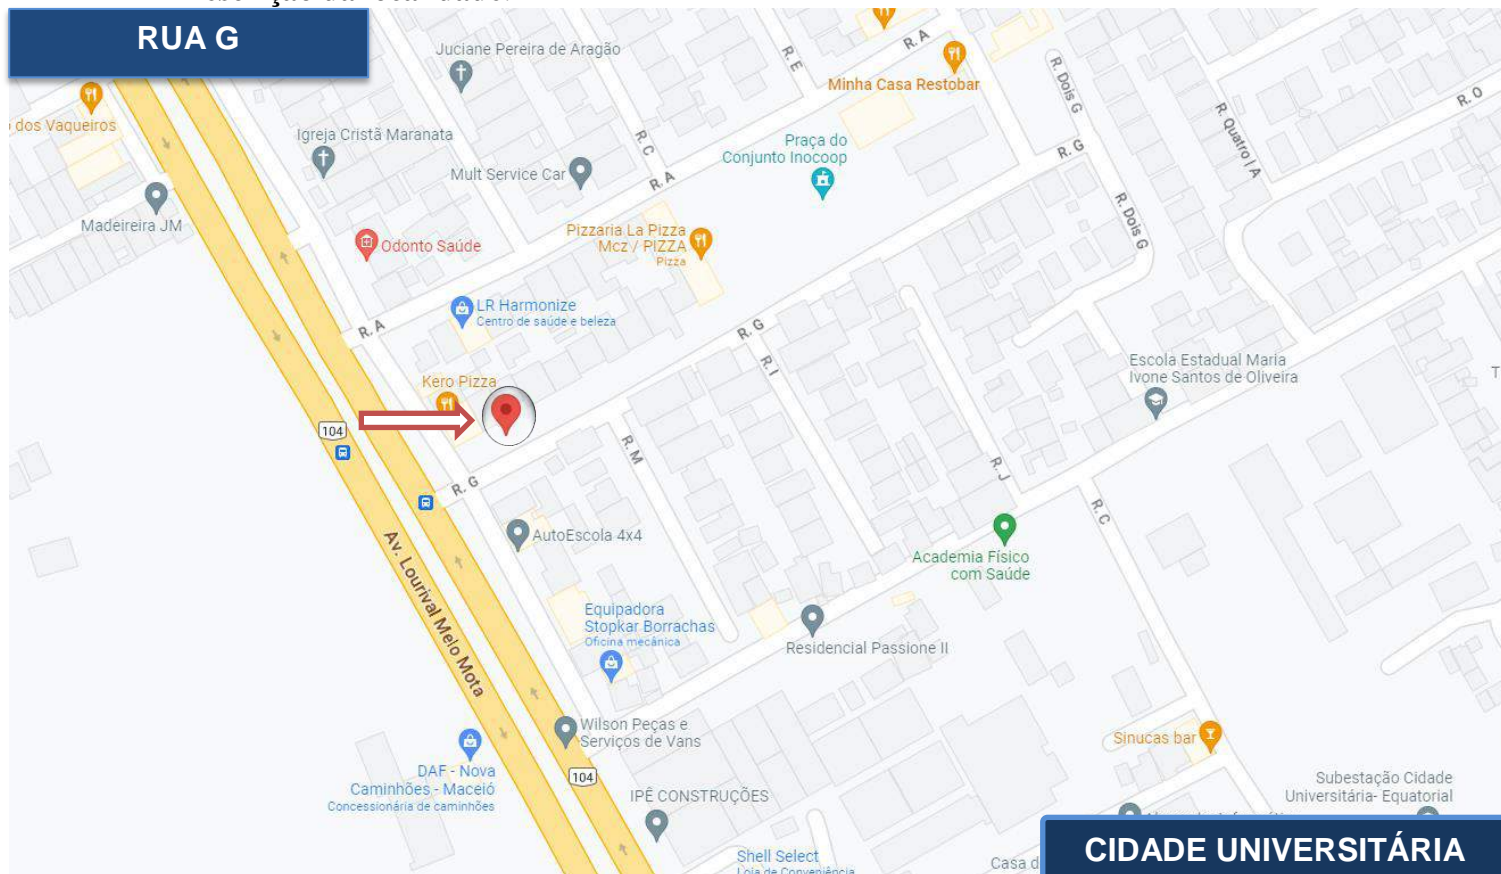 RUA G
Juciane Pereira de Aragão
R. E
R. A
Minha Casa Restobar
R. Dois G
R. O
dos Vaqueiros
Igreja Cristã Maranata
R. C
Praça do
Conjunto Inocoop
R. G
R. Quatro I A
Mult Service Car
R. A
Madeireira JM
Odonto Saúde
Pizzaria La Pizza
Mcz / PIZZA
Pizza
R. Dois G
LR Harmonize
Centro de saúde e beleza
R. A
R. G
R. I
Escola Estadual Maria
Ivone Santos de Oliveira
T
Kero Pizza
104
R. M
R. J
R. G
R. C
AutoEscola 4x4
Academia Físico
com Saúde
Av. Lourival Melo Mota
Equipadora
Stopkar Borrachas
Oficina mecânica
Residencial Passione II
Wilson Peças e
Serviços de Vans
Sinucas bar
DAF - Nova
Caminhões - Maceió
Concessionária de caminhões
104
IPÊ CONSTRUÇÕES
Subestação Cidade
Universitária- Equatorial
Shell Select
Loja de Conveniência
Casa d
CIDADE UNIVERSITÁRIA